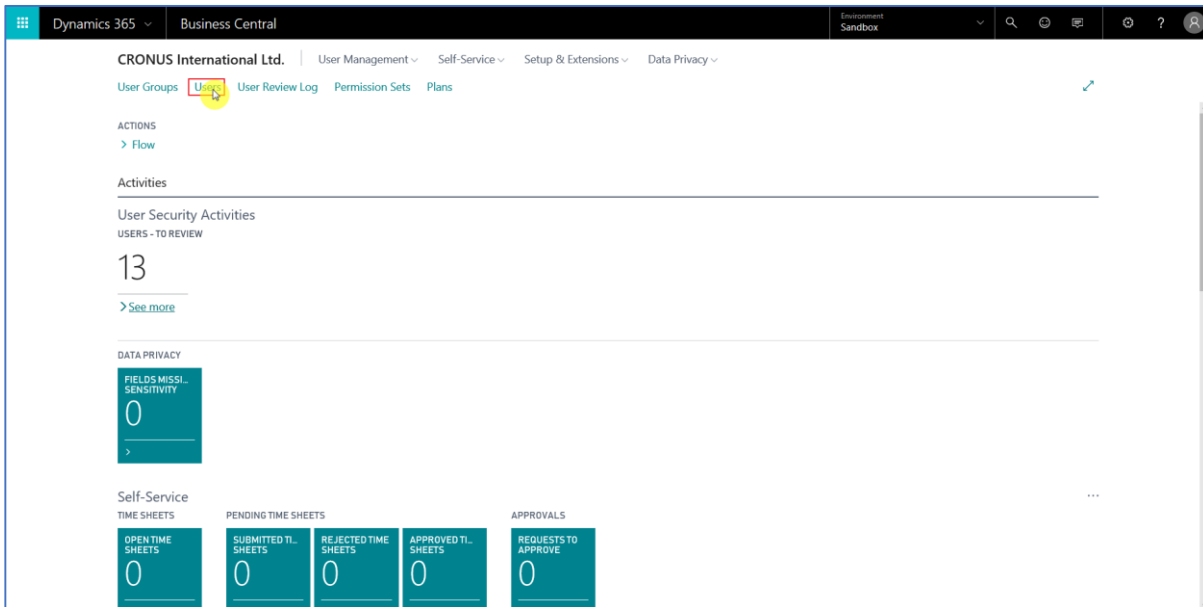 Dynamics 365 Business Central Environment Sandbox ?
CRONUS International Ltd. User Management Self-Service Setup & Extensions Data Privacy
User Groups Users User Review Log Permission Sets Plans
ACTIONS
> Flow
Activities
User Security Activities
USERS - TO REVIEW
13
> See more
DATA PRIVACY
FIELDS MISSI...
SENSITIVITY
0
>
Self-Service ...
TIME SHEETS PENDING TIME SHEETS APPROVALS
OPEN TIME SHEETS SUBMITTED TI... SHEETS REJECTED TIME SHEETS APPROVED TI... SHEETS REQUESTS TO APPROVE
0 0 0 0 0